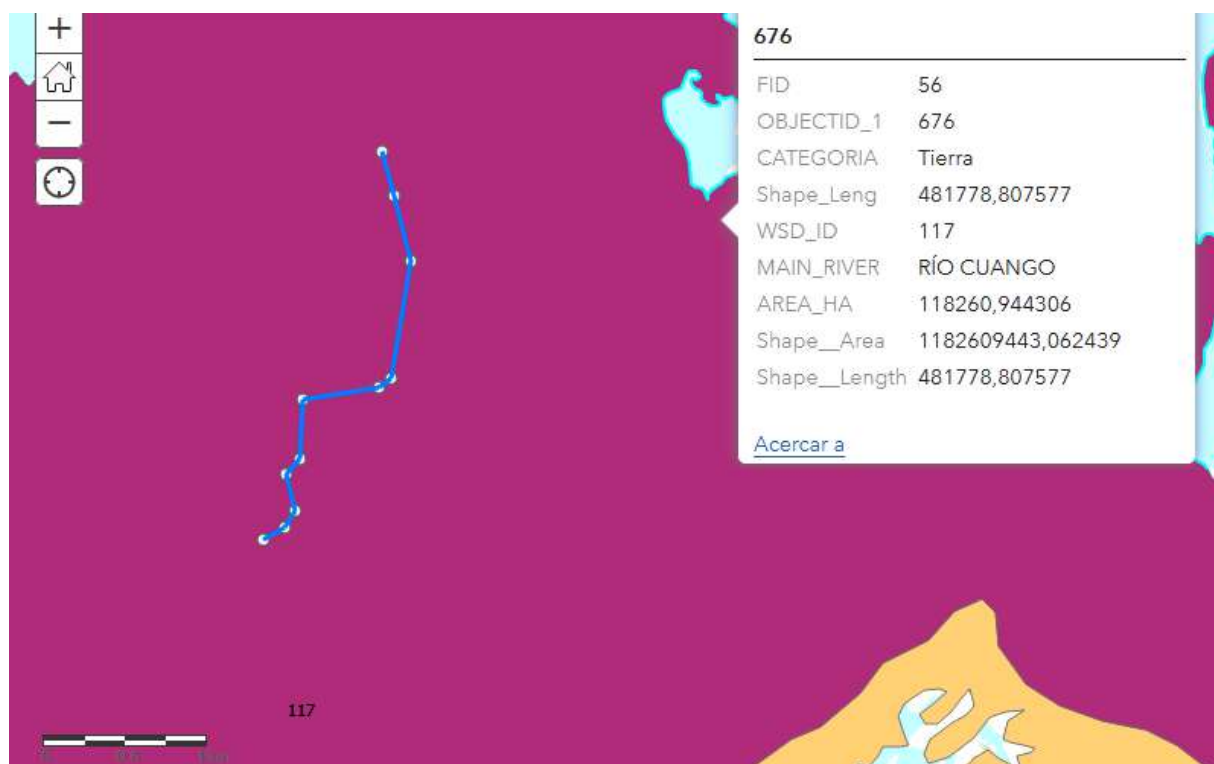 676
FID 56
OBJECTID_1 676
CATEGORIA Tierra
Shape_Leng 481778,807577
WSD_ID 117
MAIN_RIVER RÍO CUANGO
AREA_HA 118260,944306
Shape__Area 1182609443,062439
Shape__Length 481778,807577
Acercar a
117